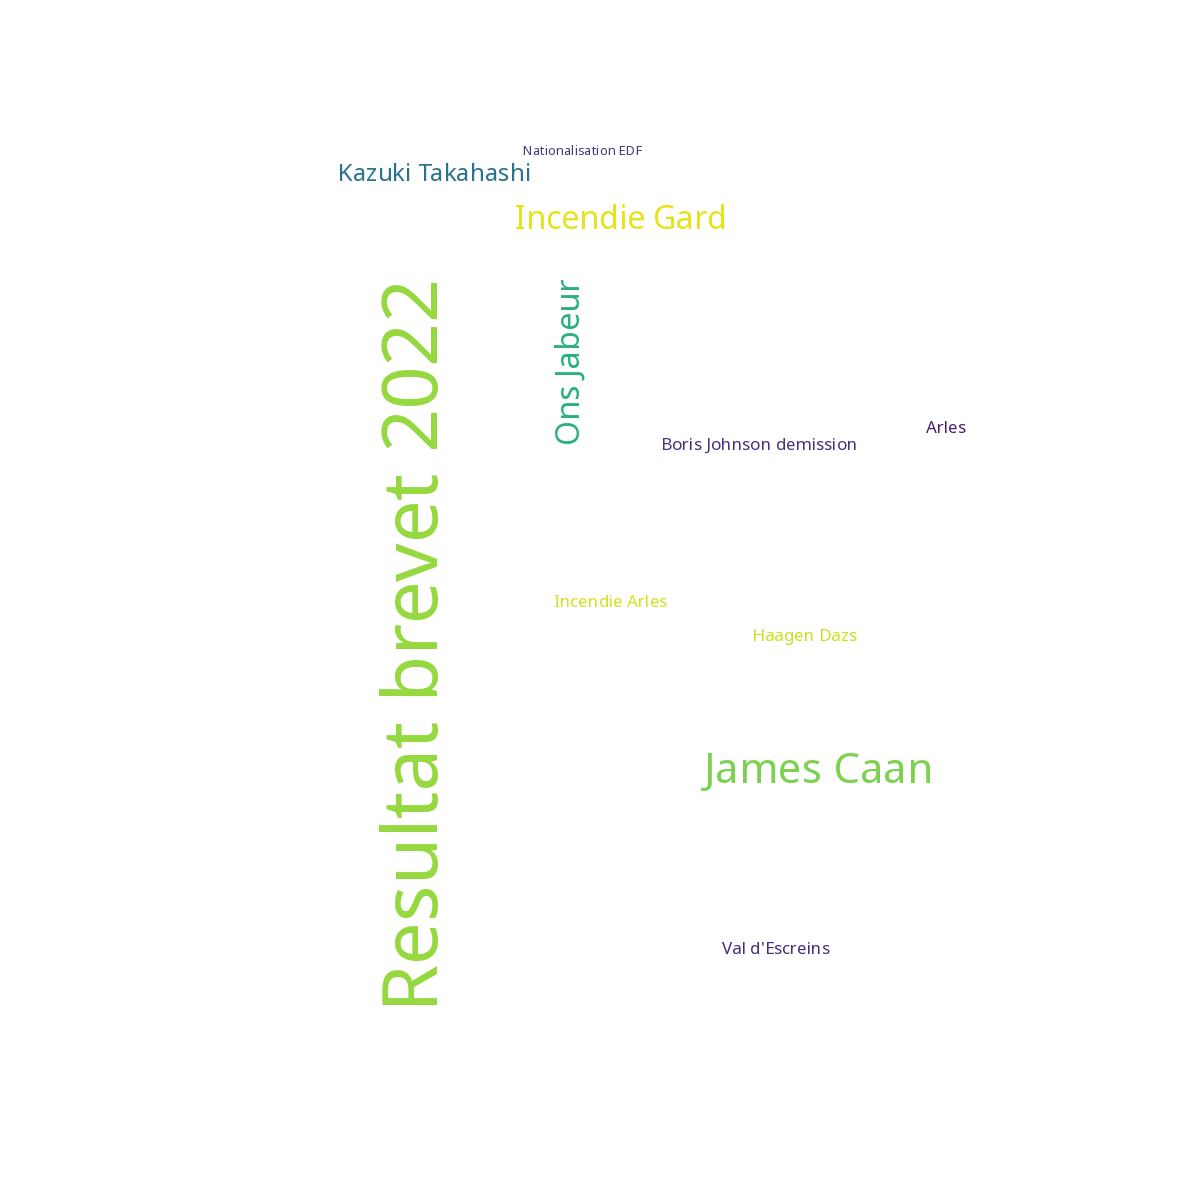 Nationalisation EDF
Kazuki Takahashi
Incendie Gard
Resultat brevet 2022
Ons Jabeur
Arles
Boris Johnson demission
Incendie Arles
Haagen Dazs
James Caan
Val d'Escreins